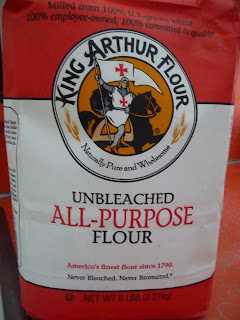 Milled from 100% U.S.-grown wheat
100% employee-owned, 100% committed to quality
KING ARTHUR FLOUR
Naturally Pure and Wholesome
UNBLEACHED
ALL-PURPOSE
FLOUR
America's finest flour since 1790.
Never Bleached. Never Bromated.®
NET WT. 5 LBS (2.27kg)